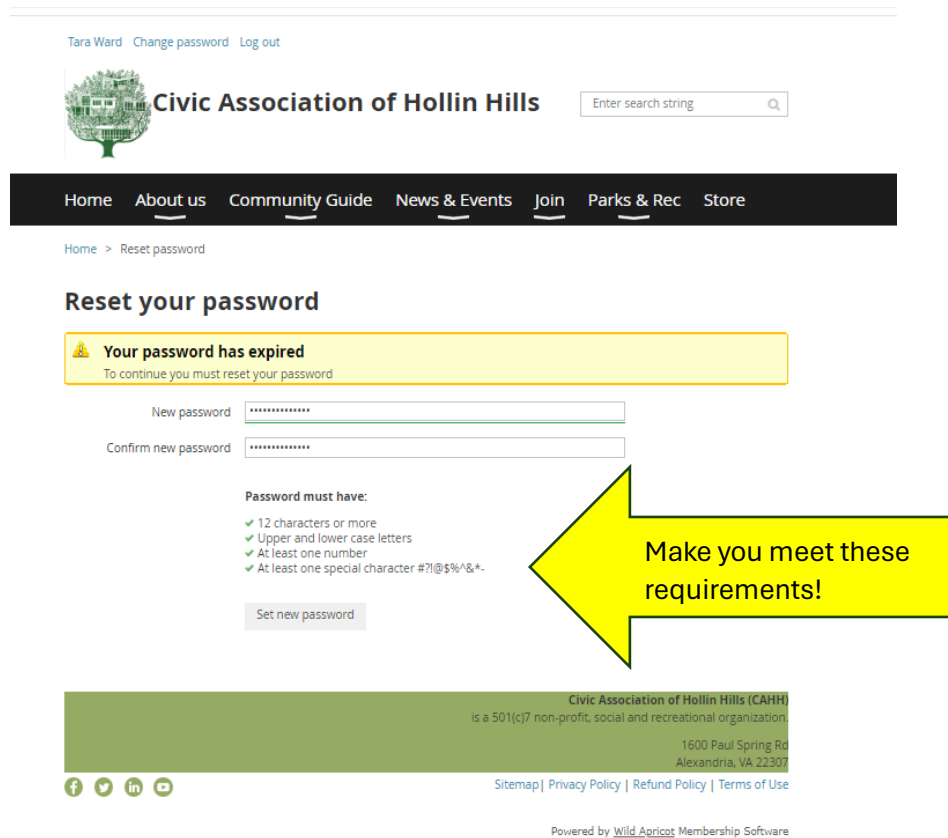 Tara Ward Change password Log out
Civic Association of Hollin Hills
Enter search string
Home About us Community Guide News & Events Join Parks & Rec Store
Home > Reset password
Reset your password
Your password has expired
To continue you must reset your password
New password ••••••••••••••
Confirm new password ••••••••••••••
Password must have:
✔ 12 characters or more
✔ Upper and lower case letters
✔ At least one number
✔ At least one special character #?!@$%^&*-
Make you meet these
requirements!
Set new password
Civic Association of Hollin Hills (CAHH)
is a 501(c)7 non-profit, social and recreational organization.
1600 Paul Spring Rd
Alexandria, VA 22307
Sitemap| Privacy Policy | Refund Policy | Terms of Use
Powered by Wild Apricot Membership Software